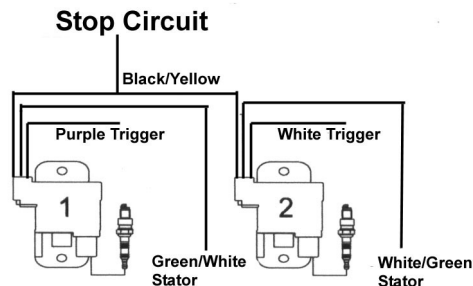 Stop Circuit
Black/Yellow
Purple Trigger
White Trigger
1
2
Green/White
Stator
White/Green
Stator